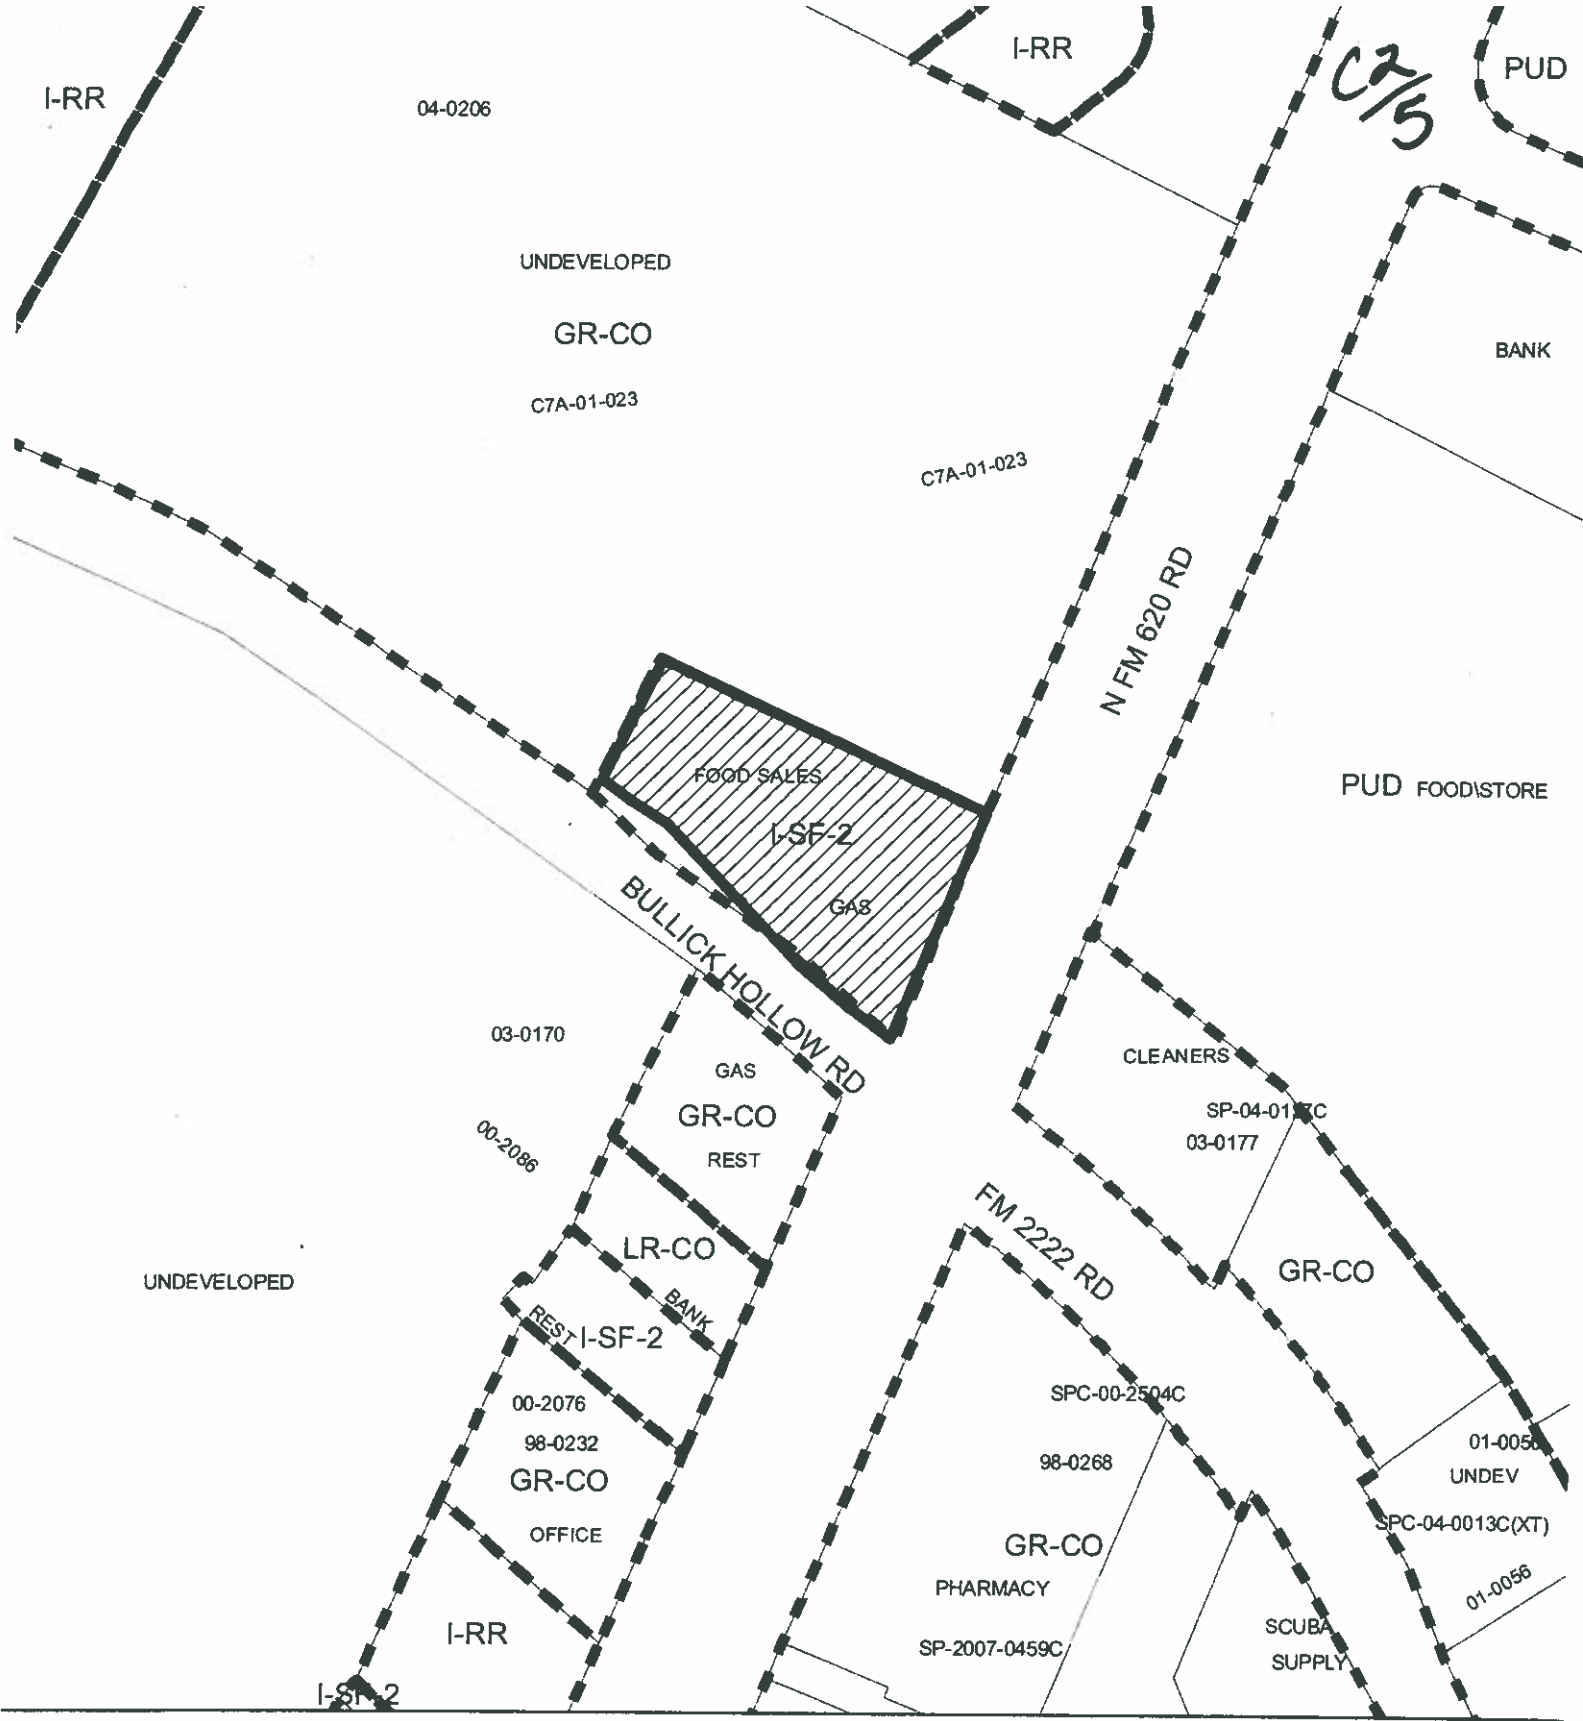 I-RR
I-RR
C2/5
PUD
04-0206
UNDEVELOPED
GR-CO
C7A-01-023
BANK
C7A-01-023
N FM 620 RD
FOOD SALES
I-SF-2
GAS
PUD FOOD\STORE
BULLICK HOLLOW RD
03-0170
GAS
GR-CO
REST
00-2086
CLEANERS
03-0177
LR-CO
FM 2222 RD
GR-CO
UNDEVELOPED
BANK
REST I-SF-2
00-2076
98-0232
GR-CO
OFFICE
SPC-00-2504C
98-0268
GR-CO
PHARMACY
SP-2007-0459C
UNDEV
SPC-04-0013C(XT)
01-0056
SCUBA
SUPPLY
I-RR
I-SF-2